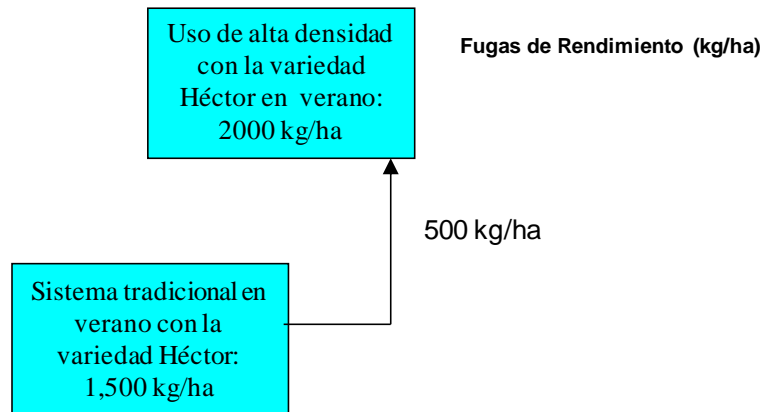 Uso de alta densidad
con la variedad
Héctor en verano:
2000 kg/ha
Fugas de Rendimiento (kg/ha)
500 kg/ha
Sistema tradicional en
verano con la
variedad Héctor:
1,500 kg/ha